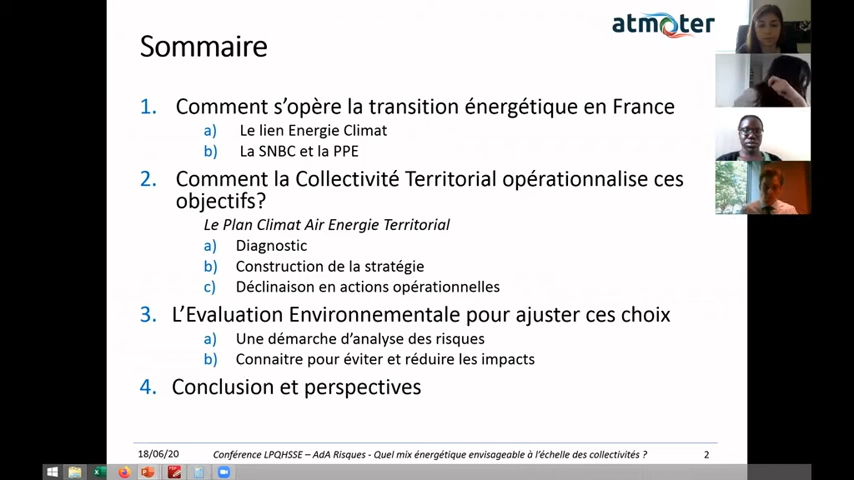 atmoter
Sommaire
1. Comment s'opère la transition énergétique en France
a) Le lien Energie Climat
b) La SNBC et la PPE
2. Comment la Collectivité Territorial opérationnalise ces
objectifs?
Le Plan Climat Air Energie Territorial
a) Diagnostic
b) Construction de la stratégie
c) Déclinaison en actions opérationnelles
3. L'Evaluation Environnementale pour ajuster ces choix
a) Une démarche d'analyse des risques
b) Connaitre pour éviter et réduire les impacts
4. Conclusion et perspectives
18/06/20 Conférence LPQHSSE – AdA Risques - Quel mix énergétique envisageable à l'échelle des collectivités ? 2